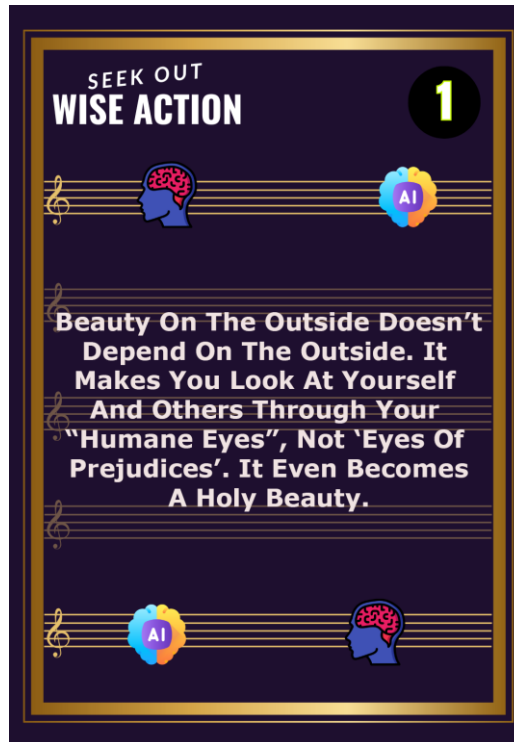 SEEK OUT
WISE ACTION
1
AI
Beauty On The Outside Doesn’t
Depend On The Outside. It
Makes You Look At Yourself
And Others Through Your
“Humane Eyes”, Not ‘Eyes Of
Prejudices’. It Even Becomes
A Holy Beauty.
AI